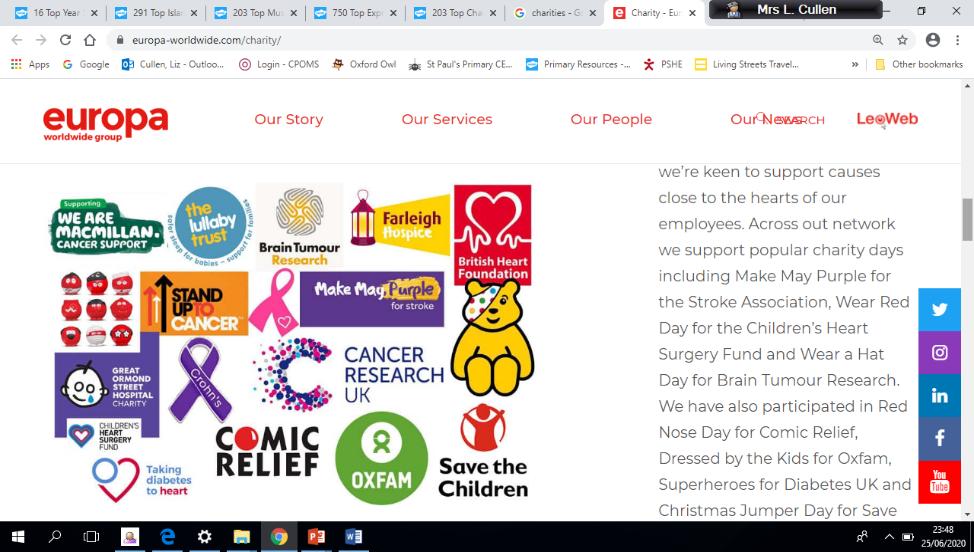 16 Top Year
291 Top Isla
203 Top Mus
750 Top Exp
203 Top Cha
charities - G
Charity - Eu
Mrs L. Cullen
europa-worldwide.com/charity/
Apps
Google
Cullen, Liz - Outloo...
Login - CPOMS
Oxford Owl
St Paul's Primary CE...
Primary Resources -...
PSHE
Living Streets Travel...
»
Other bookmarks
europa
worldwide group
Our Story
Our Services
Our People
Our News
SEARCH
LeoWeb
Supporting
WE ARE
MACMILLAN.
CANCER SUPPORT
the
lullaby
trust
safer sleep for babies - support for families
Brain Tumour
Research
Farleigh
Hospice
British Heart
Foundation
STAND
UP TO
CANCER
Make May Purple
for stroke
GREAT
ORMOND
STREET
HOSPITAL
CHARITY
Crohn's
CANCER
RESEARCH
UK
CHILDREN'S
HEART
SURGERY
FUND
Taking
diabetes
to heart
COMIC
RELIEF
OXFAM
Save the
Children
we're keen to support causes
close to the hearts of our
employees. Across out network
we support popular charity days
including Make May Purple for
the Stroke Association, Wear Red
Day for the Children's Heart
Surgery Fund and Wear a Hat
Day for Brain Tumour Research.
We have also participated in Red
Nose Day for Comic Relief,
Dressed by the Kids for Oxfam,
Superheroes for Diabetes UK and
Christmas Jumper Day for Save
You
Tube
23:48
25/06/2020